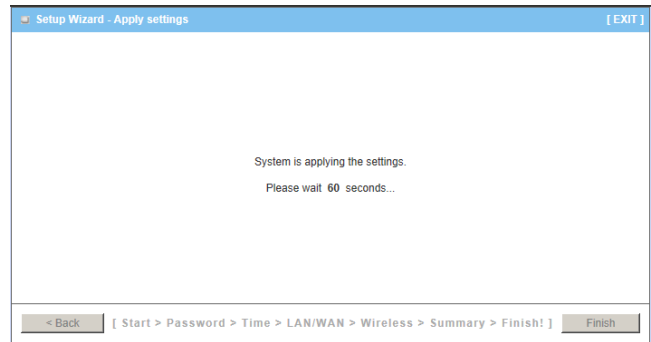 Setup Wizard - Apply settings [ EXIT ]
System is applying the settings.
Please wait 60 seconds...
< Back [ Start > Password > Time > LAN/WAN > Wireless > Summary > Finish! ] Finish